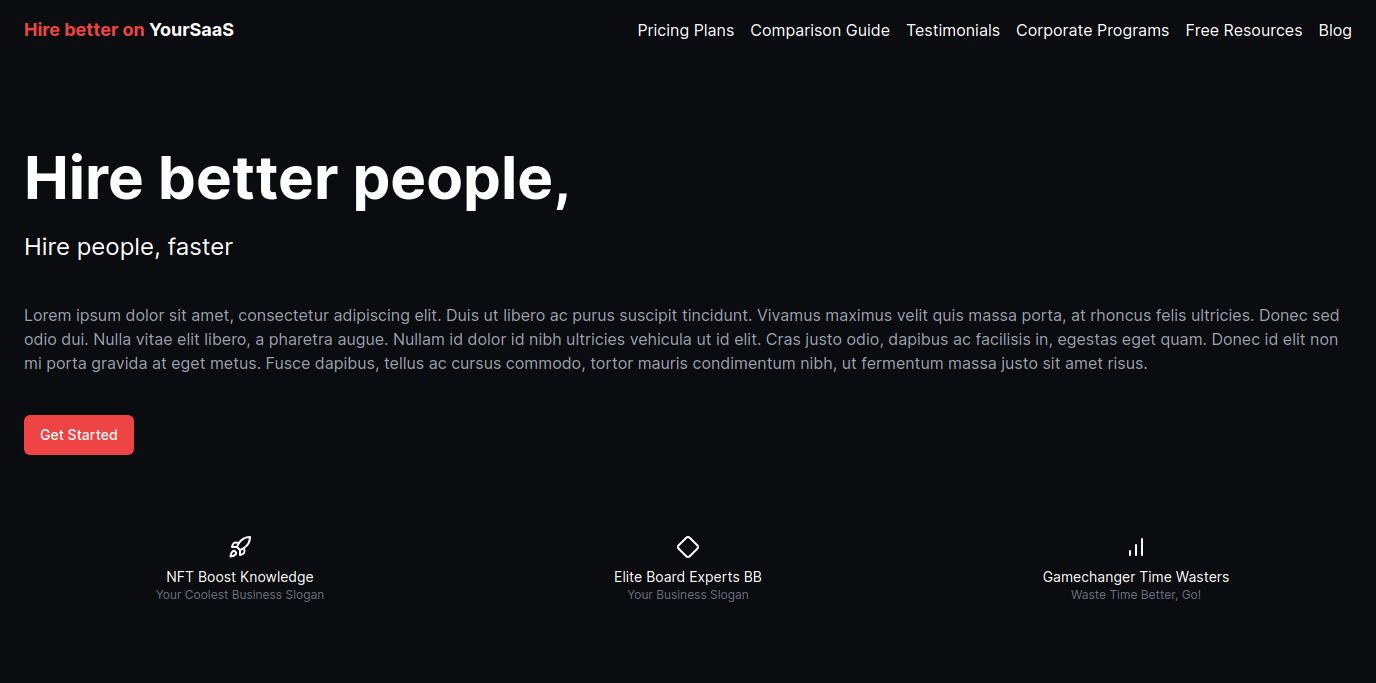 Hire better on YourSaaS
Pricing Plans Comparison Guide Testimonials Corporate Programs Free Resources Blog
Hire better people,
Hire people, faster
Lorem ipsum dolor sit amet, consectetur adipiscing elit. Duis ut libero ac purus suscipit tincidunt. Vivamus maximus velit quis massa porta, at rhoncus felis ultricies. Donec sed
odio dui. Nulla vitae elit libero, a pharetra augue. Nullam id dolor id nibh ultricies vehicula ut id elit. Cras justo odio, dapibus ac facilisis in, egestas eget quam. Donec id elit non
mi porta gravida at eget metus. Fusce dapibus, tellus ac cursus commodo, tortor mauris condimentum nibh, ut fermentum massa justo sit amet risus.
Get Started
NFT Boost Knowledge
Your Coolest Business Slogan
Elite Board Experts BB
Your Business Slogan
Gamechanger Time Wasters
Waste Time Better, Go!